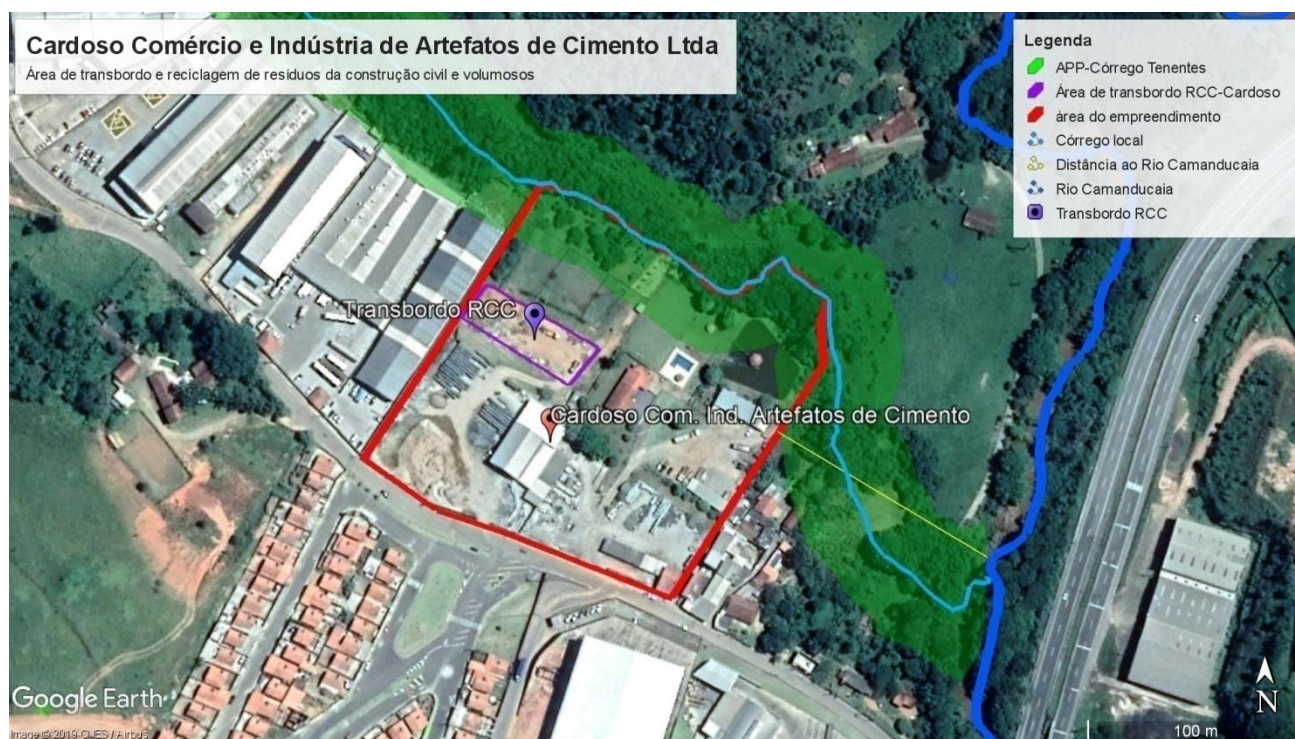 Cardoso Comércio e Indústria de Artefatos de Cimento Ltda
Área de transbordo e reciclagem de resíduos da construção civil e volumosos
Legenda
APP-Córrego Tenentes
Área de transbordo RCC-Cardoso
àrea do empreendimento
Córrego local
Distância ao Rio Camanducaia
Rio Camanducaia
Transbordo RCC
Transbordo RCC
Cardoso Com. Ind. Artefatos de Cimento
Google Earth
Image © 2019 CNES / Airbus
N
100 m